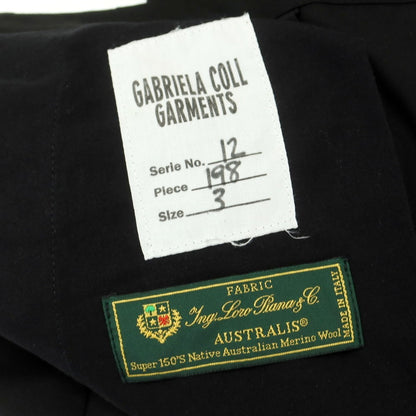 GABRIELA COLL
GARMENTS
Serie No. 12
Piece 198
Size 3
FABRIC
Ing. Loro Piana & C.
AUSTRALIS®
Super 150'S Native Australian Merino Wool
MADE IN ITALY